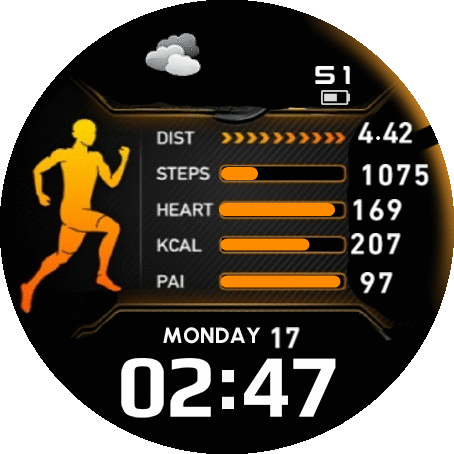 51
DIST 4.42
STEPS 1075
HEART 169
KCAL 207
PAI 97
MONDAY 17
02:47